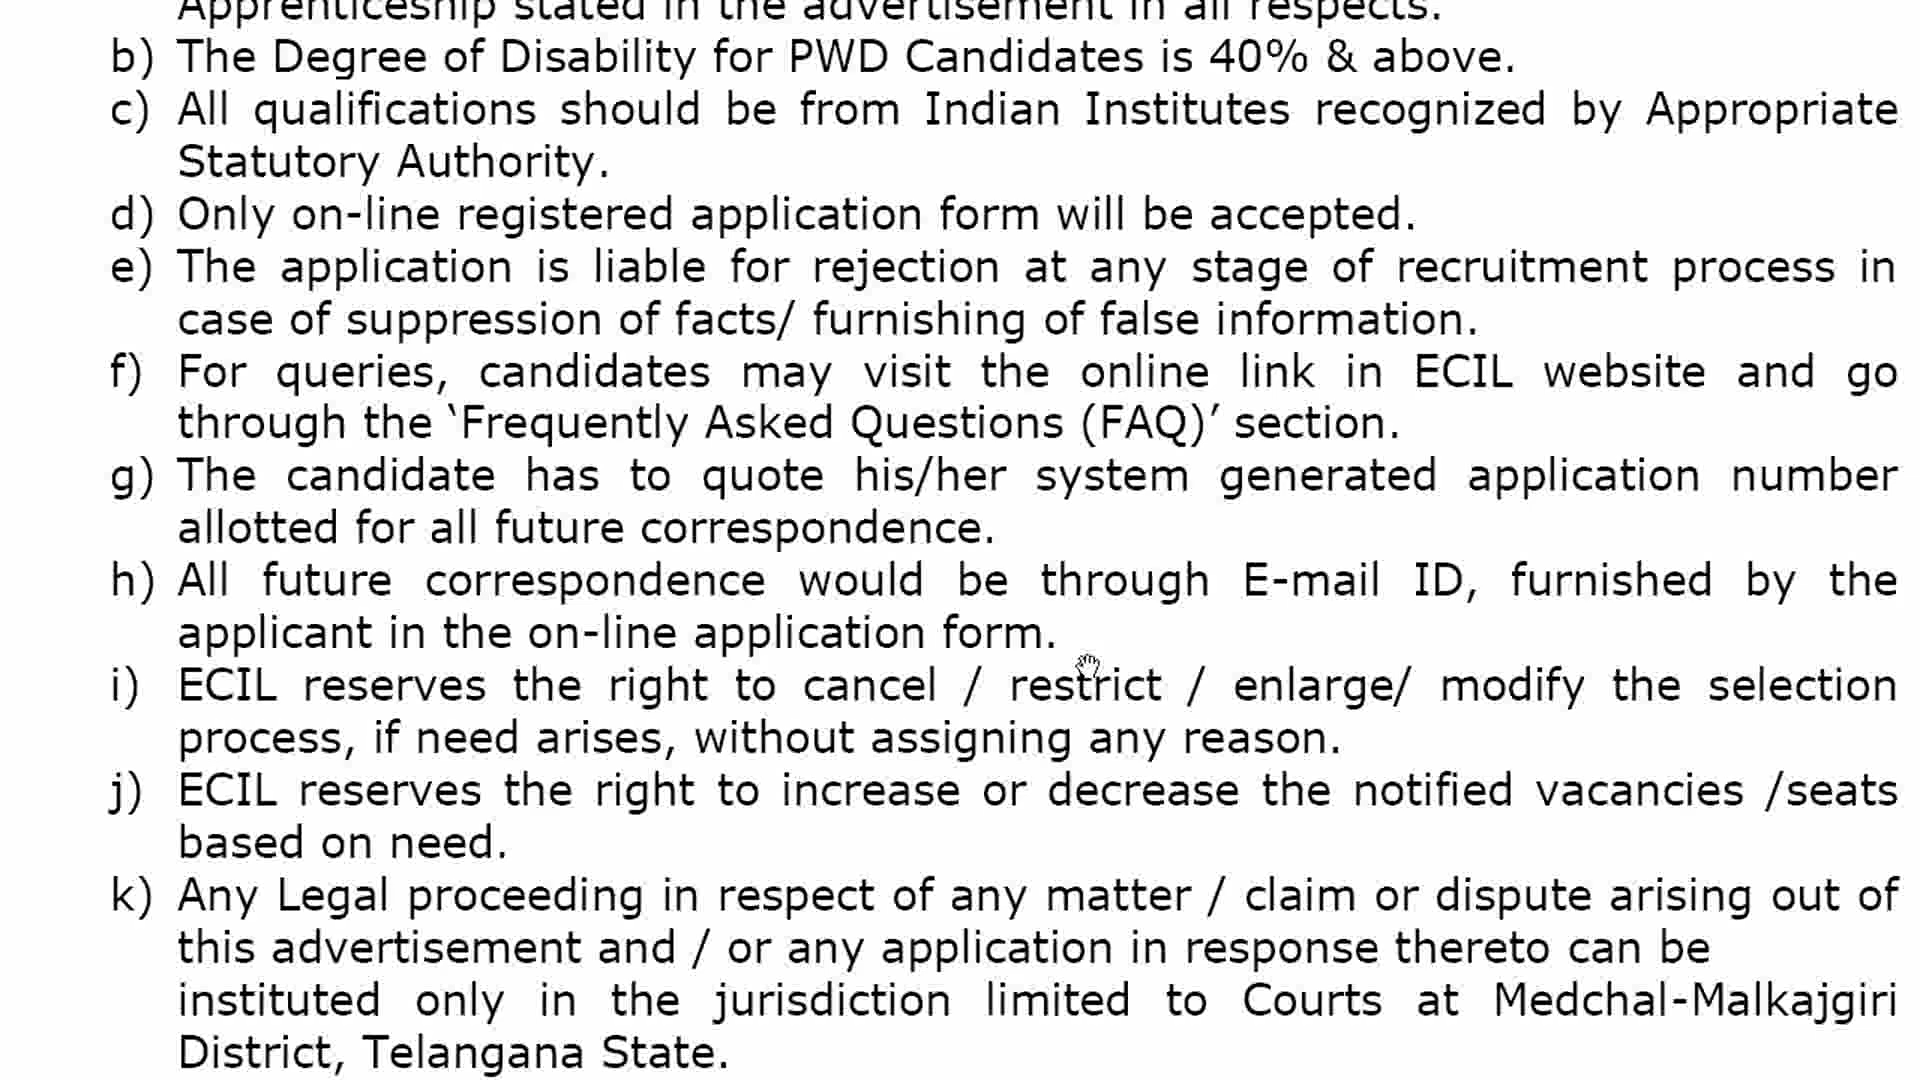 Apprenticeship stated in the advertisement in all respects.
b) The Degree of Disability for PWD Candidates is 40% & above.
c) All qualifications should be from Indian Institutes recognized by Appropriate
Statutory Authority.
d) Only on-line registered application form will be accepted.
e) The application is liable for rejection at any stage of recruitment process in
case of suppression of facts/ furnishing of false information.
f) For queries, candidates may visit the online link in ECIL website and go
through the ‘Frequently Asked Questions (FAQ)’ section.
g) The candidate has to quote his/her system generated application number
allotted for all future correspondence.
h) All future correspondence would be through E-mail ID, furnished by the
applicant in the on-line application form.
i) ECIL reserves the right to cancel / restrict / enlarge/ modify the selection
process, if need arises, without assigning any reason.
j) ECIL reserves the right to increase or decrease the notified vacancies /seats
based on need.
k) Any Legal proceeding in respect of any matter / claim or dispute arising out of
this advertisement and / or any application in response thereto can be
instituted only in the jurisdiction limited to Courts at Medchal-Malkajgiri
District, Telangana State.